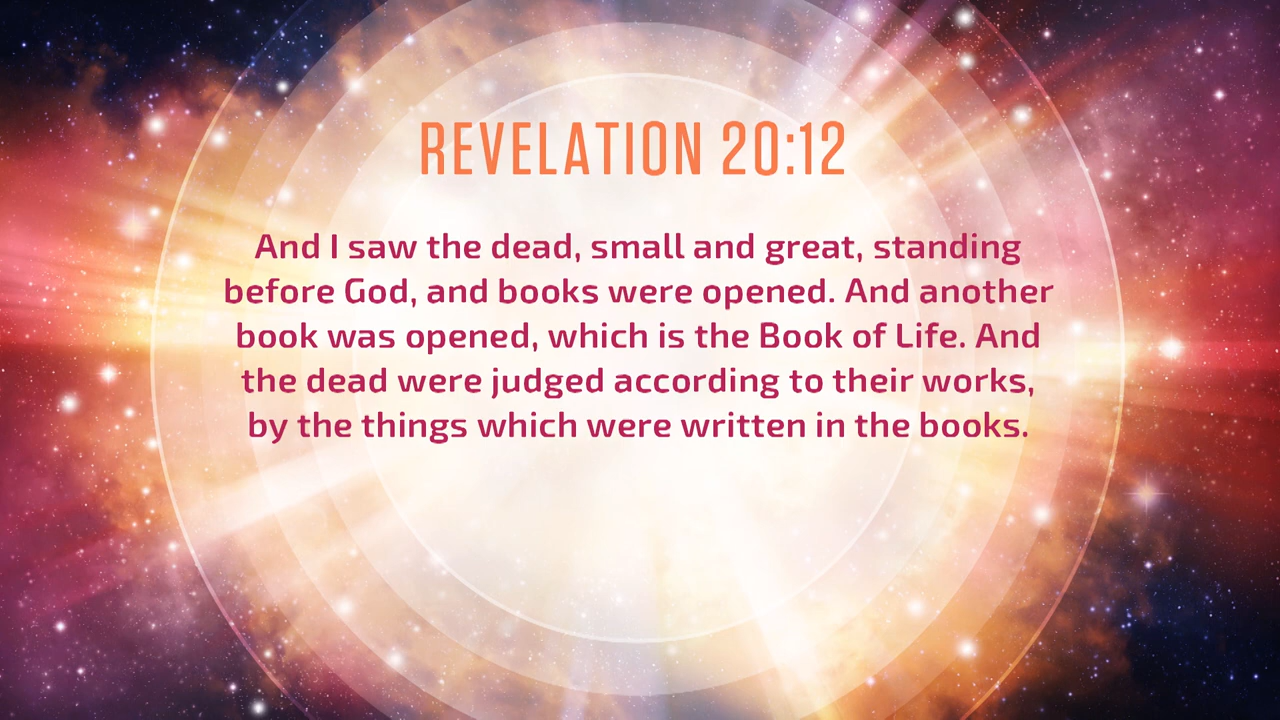 REVELATION 20:12
And I saw the dead, small and great, standing
before God, and books were opened. And another
book was opened, which is the Book of Life. And
the dead were judged according to their works,
by the things which were written in the books.